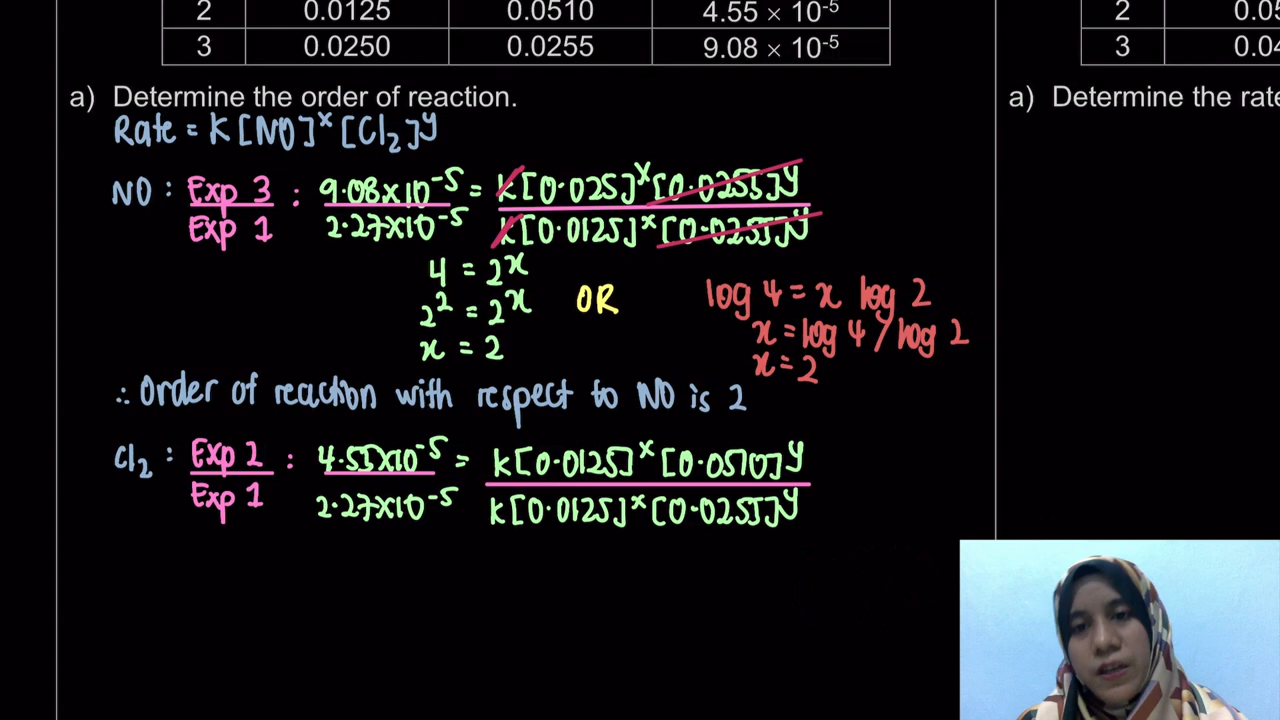 2 0.0125 0.0510 4.55 × 10⁻⁵
3 0.0250 0.0255 9.08 × 10⁻⁵
2 0.05
3 0.04
a) Determine the order of reaction.
Rate = K[NO]ˣ [Cl₂]ʸ
NO : Exp 3 / Exp 1 : 9.08×10⁻⁵ / 2.27×10⁻⁵ = k[0.025]ˣ[0.0255]ʸ / k[0.0125]ˣ[0.0255]ʸ
4 = 2ˣ
2² = 2ˣ
x = 2
OR
log 4 = x log 2
x = log 4 / log 2
x = 2
∴ Order of reaction with respect to NO is 2
Cl₂ : Exp 2 / Exp 1 : 4.55×10⁻⁵ / 2.27×10⁻⁵ = k[0.0125]ˣ[0.0510]ʸ / k[0.0125]ˣ[0.0255]ʸ
a) Determine the rate